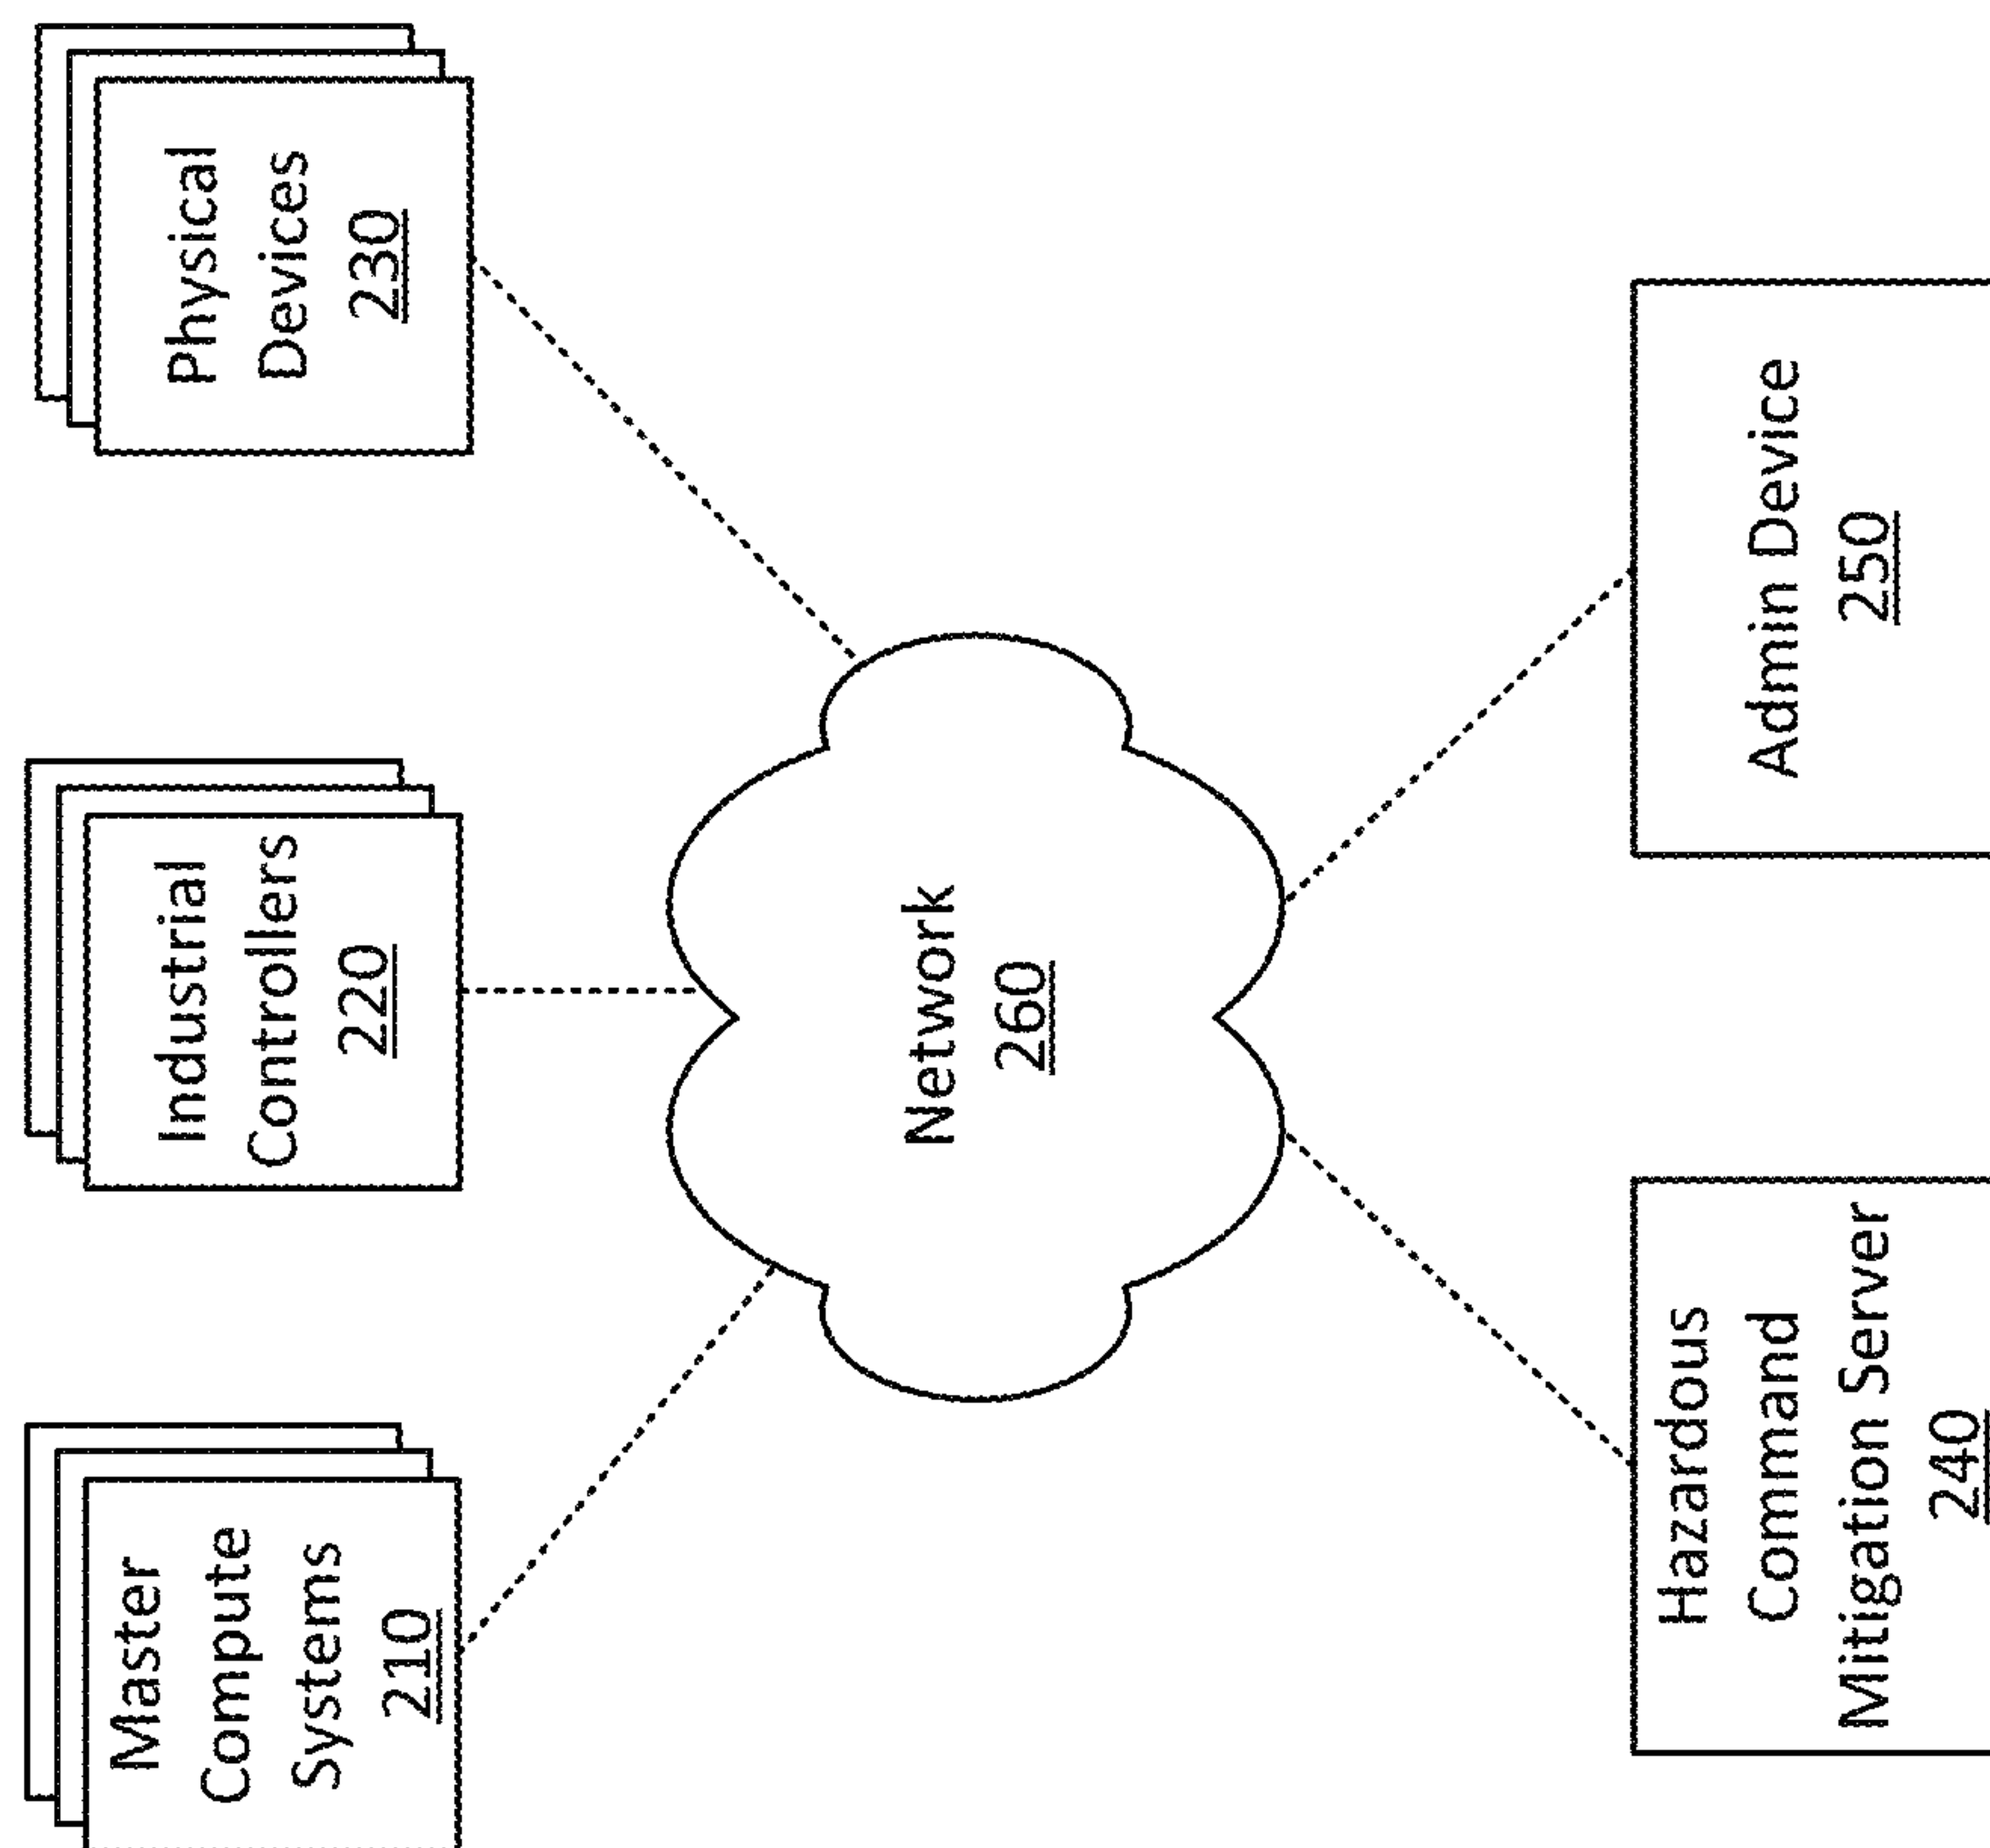 Master
Compute
Systems
210
Industrial
Controllers
220
Physical
Devices
230
Network
260
Hazardous
Command
Mitigation Server
240
Admin Device
250